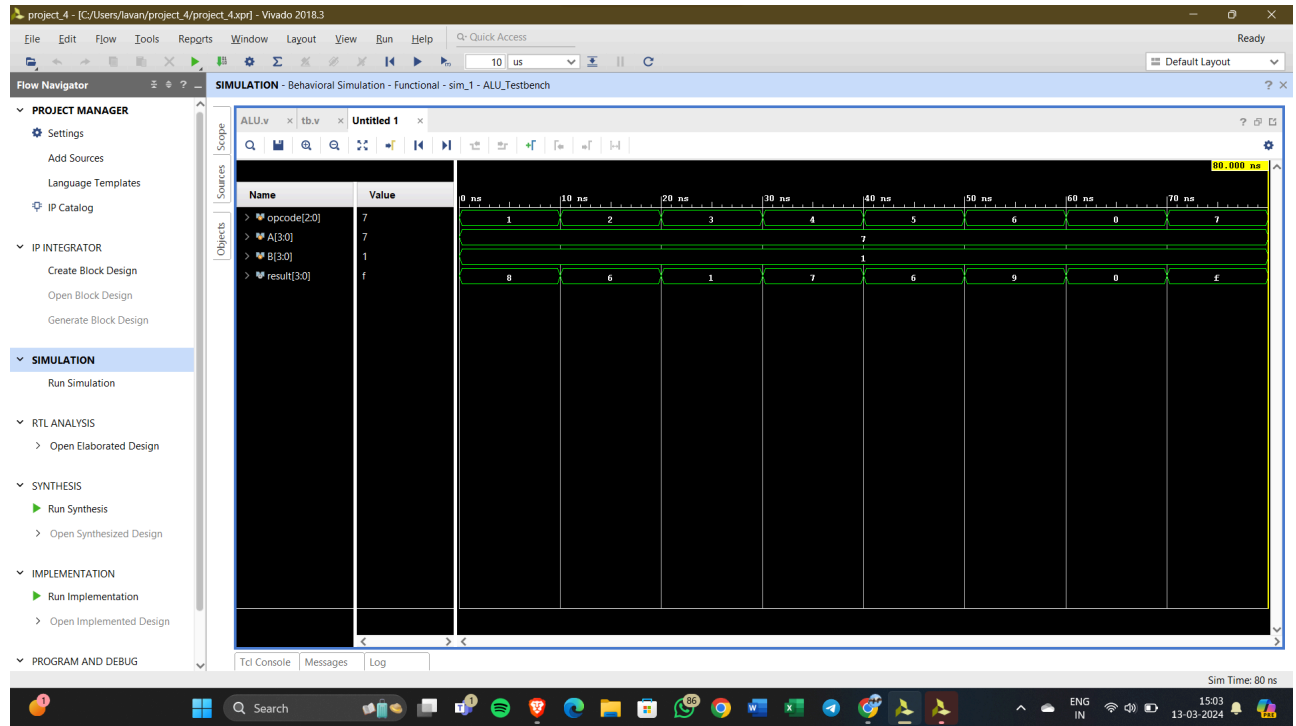 project_4 - [C:/Users/lavan/project_4/project_4.xpr] - Vivado 2018.3
File Edit Flow Tools Reports Window Layout View Run Help Q- Quick Access Ready
10 us Default Layout
Flow Navigator ? _ SIMULATION - Behavioral Simulation - Functional - sim_1 - ALU_Testbench ? ×
PROJECT MANAGER
Settings
Add Sources
Language Templates
IP Catalog
IP INTEGRATOR
Create Block Design
Open Block Design
Generate Block Design
SIMULATION
Run Simulation
RTL ANALYSIS
Open Elaborated Design
SYNTHESIS
Run Synthesis
Open Synthesized Design
IMPLEMENTATION
Run Implementation
Open Implemented Design
PROGRAM AND DEBUG
Scope
Sources
Objects
ALU.v × tb.v × Untitled 1 × ?
80.000 ns
Name Value 0 ns 10 ns 20 ns 30 ns 40 ns 50 ns 60 ns 70 ns
opcode[2:0] 7 1 2 3 4 5 6 0 7
A[3:0] 7 7
B[3:0] 1 1
result[3:0] f 8 6 1 7 6 9 0 f
Tcl Console Messages Log
Sim Time: 80 ns
1 Search 1 86 ENG 15:03
IN 13-03-2024